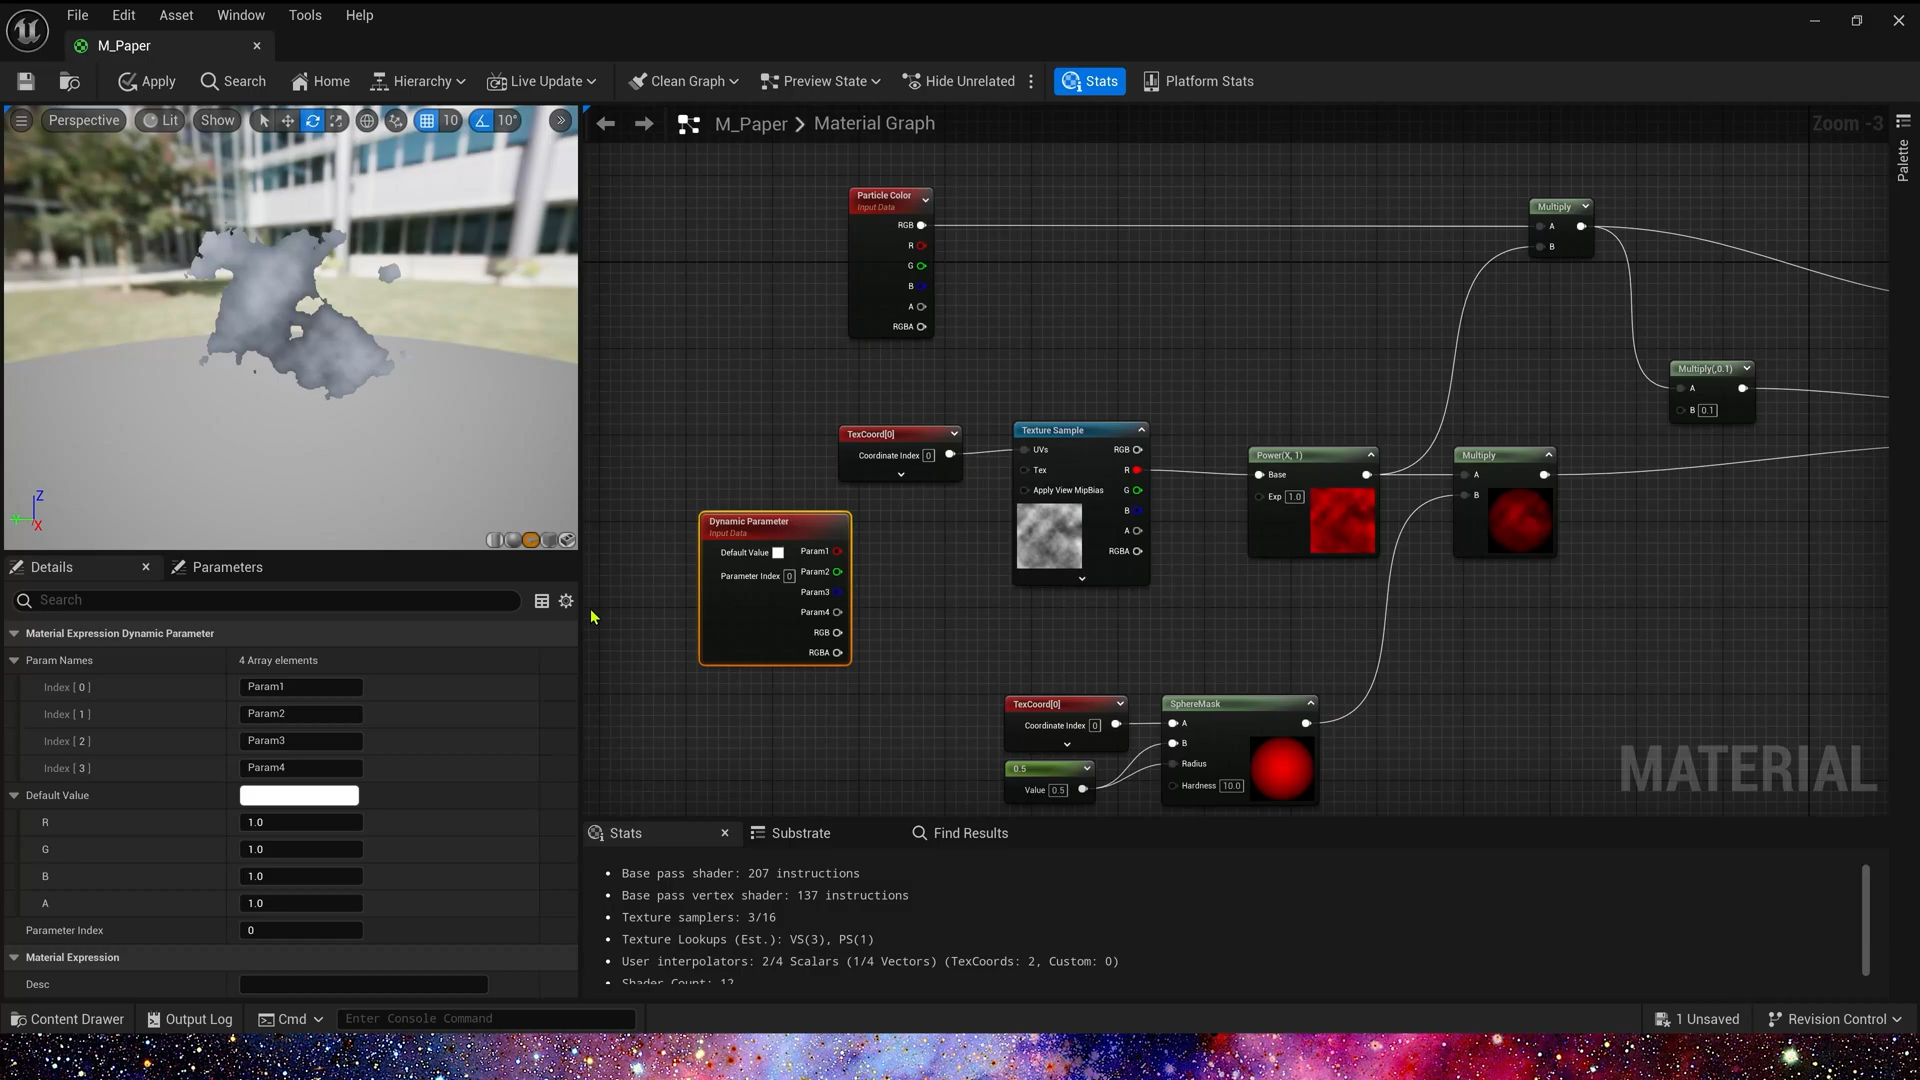 File Edit Asset Window Tools Help
M_Paper
Apply Search Home Hierarchy Live Update Clean Graph Preview State Hide Unrelated Stats Platform Stats
Perspective Lit Show 10 10°
M_Paper > Material Graph
Zoom -3
Palette
Particle Color
Input Data
RGB
R
G
B
A
RGBA
Multiply
A
B
Multiply(,0.1)
A
B 0.1
TexCoord[0]
Coordinate Index 0
Texture Sample
UVs RGB
Tex R
Apply View MipBias G
B
A
RGBA
Power(X, 1)
Base
Exp 1.0
Multiply
A
B
Dynamic Parameter
Input Data
Default Value Param1
Param2
Parameter Index 0
Param3
Param4
RGB
RGBA
TexCoord[0]
Coordinate Index 0
0.5
Value 0.5
SphereMask
A
B
Radius
Hardness 10.0
MATERIAL
Z
X
Details Parameters
Search
Material Expression Dynamic Parameter
Param Names 4 Array elements
Index [ 0 ] Param1
Index [ 1 ] Param2
Index [ 2 ] Param3
Index [ 3 ] Param4
Default Value
R 1.0
G 1.0
B 1.0
A 1.0
Parameter Index 0
Material Expression
Desc
Stats Substrate Find Results
• Base pass shader: 207 instructions
• Base pass vertex shader: 137 instructions
• Texture samplers: 3/16
• Texture Lookups (Est.): VS(3), PS(1)
• User interpolators: 2/4 Scalars (1/4 Vectors) (TexCoords: 2, Custom: 0)
• Shader Count: 12
Content Drawer Output Log Cmd Enter Console Command 1 Unsaved Revision Control